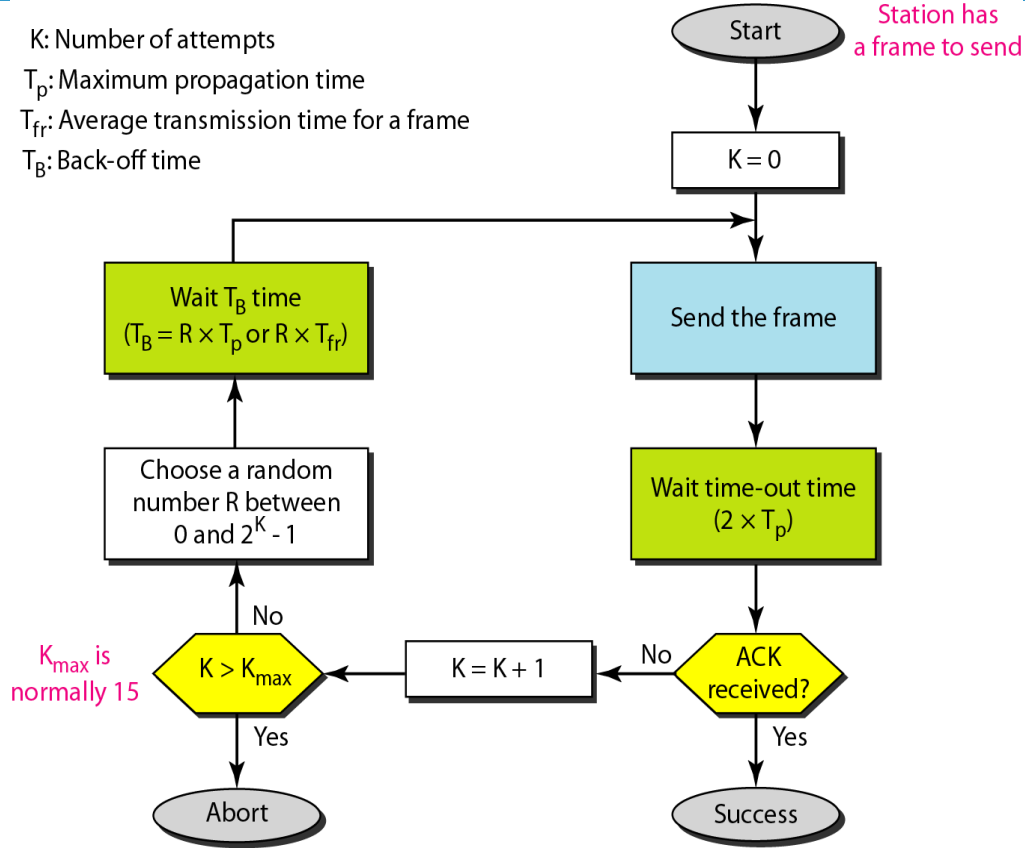 K: Number of attempts
Tp: Maximum propagation time
Tfr: Average transmission time for a frame
TB: Back-off time
Start
Station has
a frame to send
K = 0
Wait TB time
(TB = R × Tp or R × Tfr)
Send the frame
Choose a random
number R between
0 and 2^K - 1
Wait time-out time
(2 × Tp)
No
Kmax is
normally 15
K > Kmax
K = K + 1
No
ACK
received?
Yes
Yes
Abort
Success